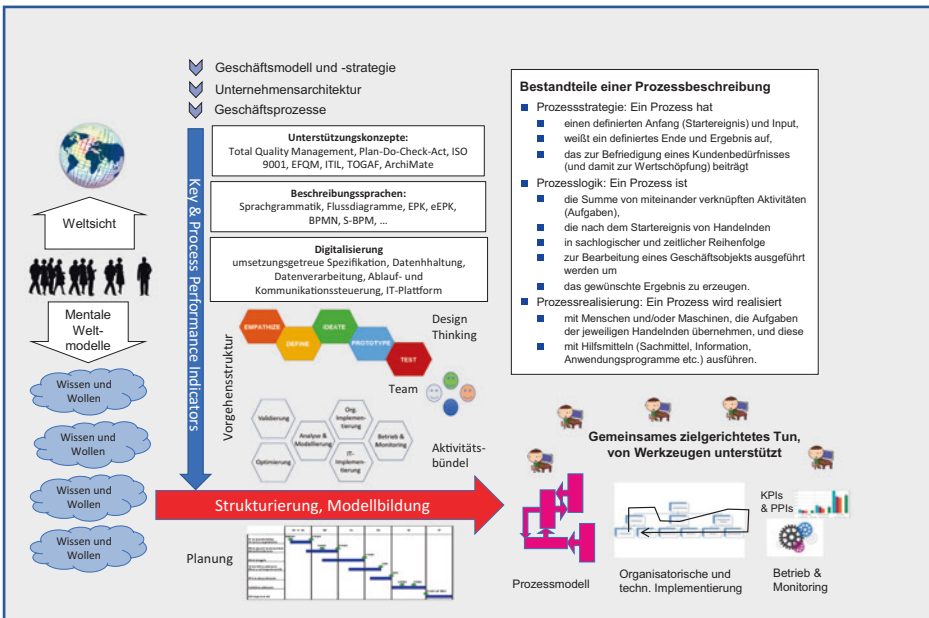 Geschäftsmodell und -strategie
Unternehmensarchitektur
Geschäftsprozesse
Weltsicht
Mentale
Welt-
modelle
Wissen und
Wollen
Wissen und
Wollen
Wissen und
Wollen
Wissen und
Wollen
Key & Process Performance Indicators
Unterstützungskonzepte:
Total Quality Management, Plan-Do-Check-Act, ISO
9001, EFQM, ITIL, TOGAF, ArchiMate
Beschreibungssprachen:
Sprachgrammatik, Flussdiagramme, EPK, eEPK,
BPMN, S-BPM, ...
Digitalisierung
umsetzungsgetreue Spezifikation, Datenhhaltung,
Datenverarbeitung, Ablauf- und
Kommunikationssteuerung, IT-Plattform
Vorgehensstruktur
EMPATHIZE
DEFINE
IDEATE
PROTOTYPE
TEST
Design
Thinking
Team
Validierung
Optimierung
Analyse &
Modellierung
Org.
Implemen-
tierung
IT-
Implemen-
tierung
Betrieb &
Monitoring
Aktivitäts-
bündel
Strukturierung, Modellbildung
Planung
Bestandteile einer Prozessbeschreibung
Prozessstrategie: Ein Prozess hat
einen definierten Anfang (Startereignis) und Input,
weißt ein definiertes Ende und Ergebnis auf,
das zur Befriedigung eines Kundenbedürfnisses
(und damit zur Wertschöpfung) beiträgt
Prozesslogik: Ein Prozess ist
die Summe von miteinander verknüpften Aktivitäten
(Aufgaben),
die nach dem Startereignis von Handelnden
in sachlogischer und zeitlicher Reihenfolge
zur Bearbeitung eines Geschäftsobjekts ausgeführt
werden um
das gewünschte Ergebnis zu erzeugen.
Prozessrealisierung: Ein Prozess wird realisiert
mit Menschen und/oder Maschinen, die Aufgaben
der jeweiligen Handelnden übernehmen, und diese
mit Hilfsmitteln (Sachmittel, Information,
Anwendungsprogramme etc.) ausführen.
Gemeinsames zielgerichtetes Tun,
von Werkzeugen unterstützt
KPIs
& PPIs
Prozessmodell
Organisatorische und
techn. Implementierung
Betrieb &
Monitoring